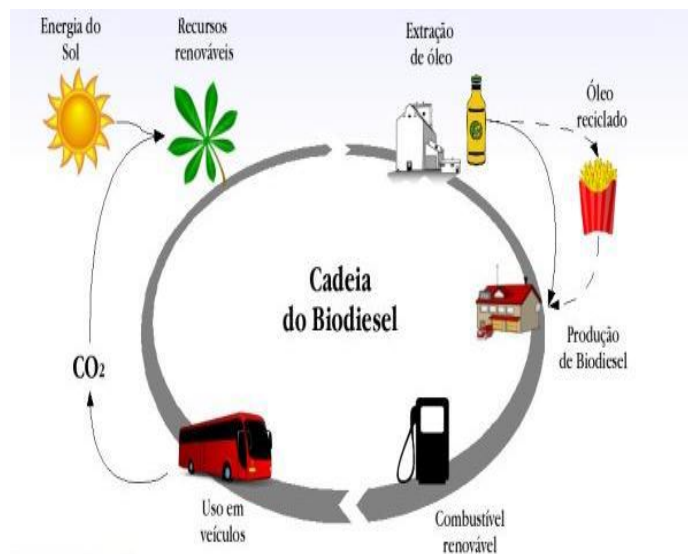 Energia do
Sol
Recursos
renováveis
Extração
de óleo
Óleo
reciclado
Cadeia
do Biodiesel
Produção
de Biodiesel
CO2
Uso em
veículos
Combustível
renovável